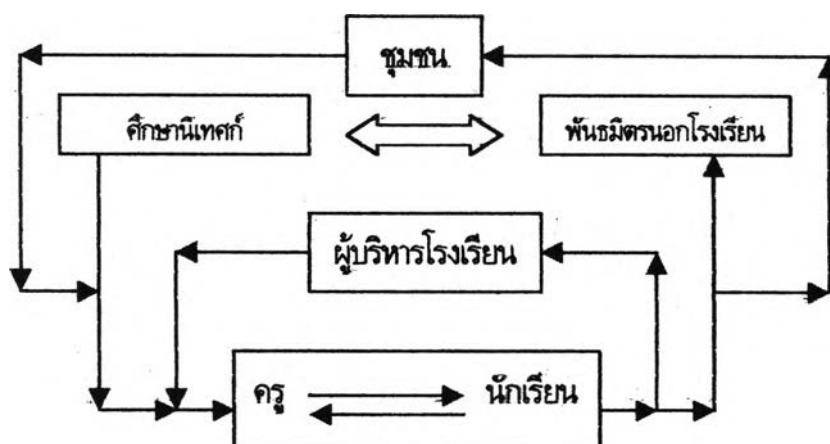 ชุมชน
ศึกษานิเทศก์
พันธมิตรนอกโรงเรียน
ผู้บริหารโรงเรียน
ครู นักเรียน